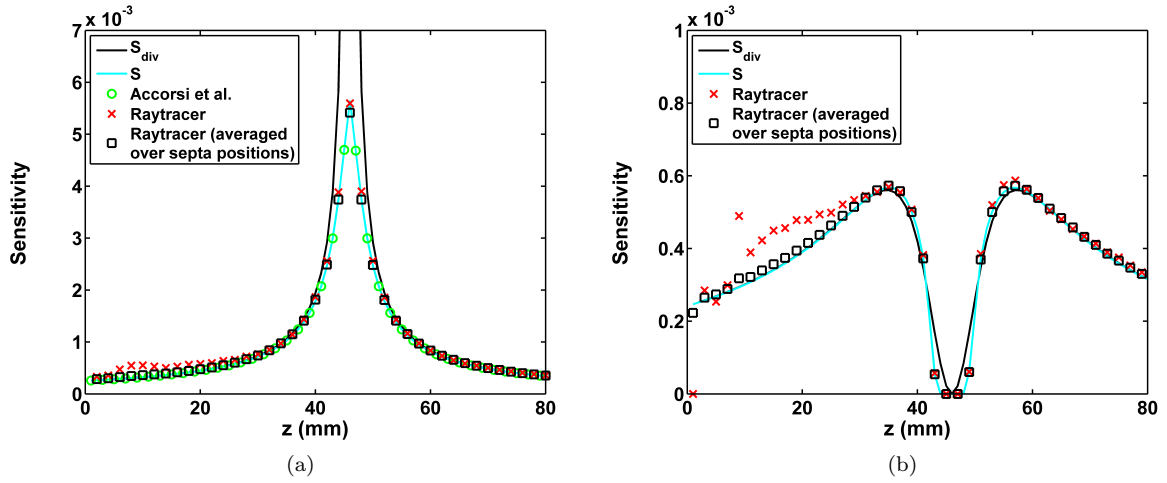 x 10⁻³
7
6
5
4
3
2
1
0
0
20
40
60
80
Sensitivity
z (mm)
S_div
S
Accorsi et al.
Raytracer
Raytracer (averaged
over septa positions)
(a)
x 10⁻³
1
0.8
0.6
0.4
0.2
0
0
20
40
60
80
Sensitivity
z (mm)
S_div
S
Raytracer
Raytracer (averaged
over septa positions)
(b)